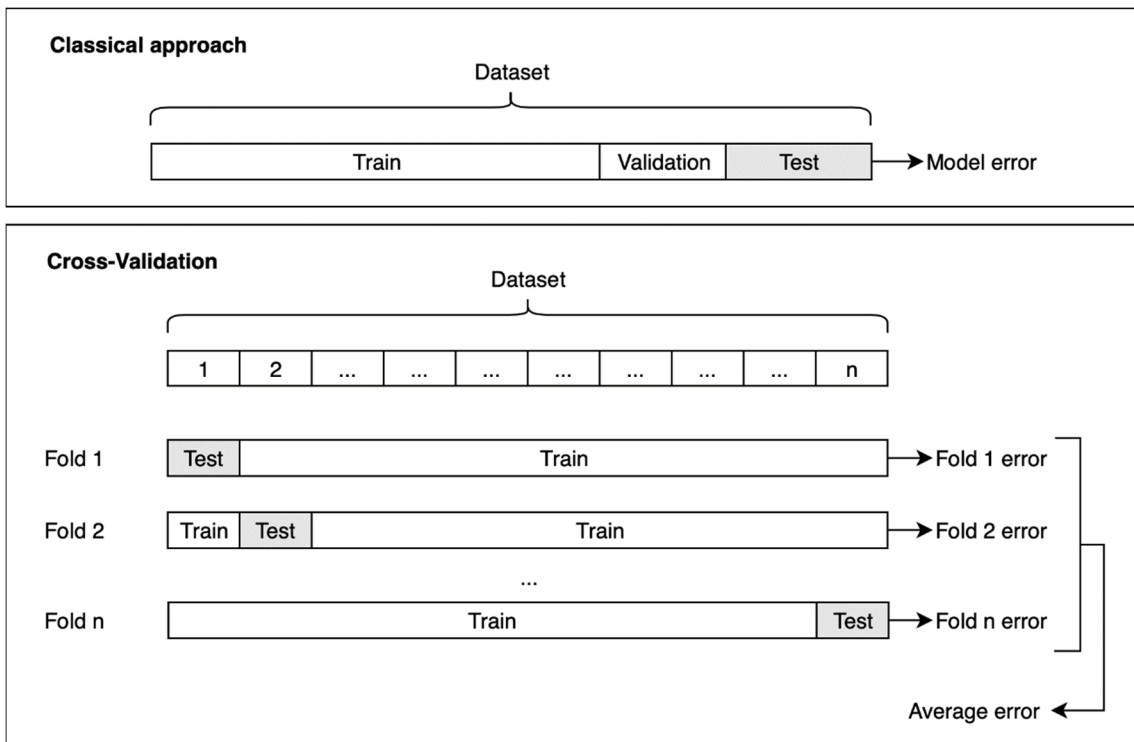 Classical approach
Dataset
Train Validation Test Model error
Cross-Validation
Dataset
1 2 ... ... ... ... ... ... ... n
Fold 1 Test Train Fold 1 error
Fold 2 Train Test Train Fold 2 error
...
Fold n Train Test Fold n error
Average error